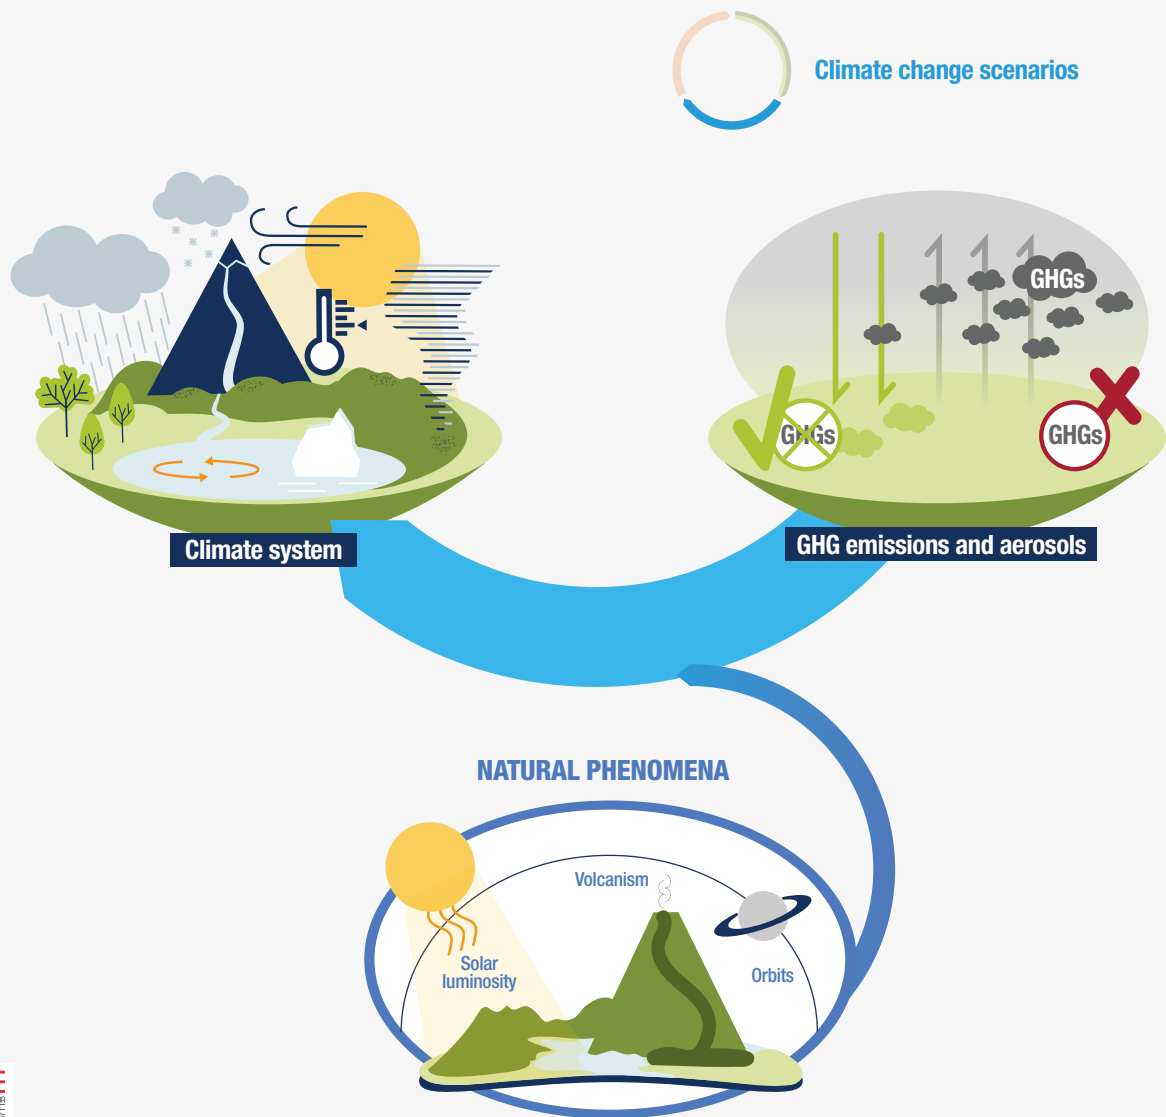 Climate change scenarios
GHGs
GHGs
GHGs
Climate system
GHG emissions and aerosols
NATURAL PHENOMENA
Volcanism
Solar
luminosity
Orbits